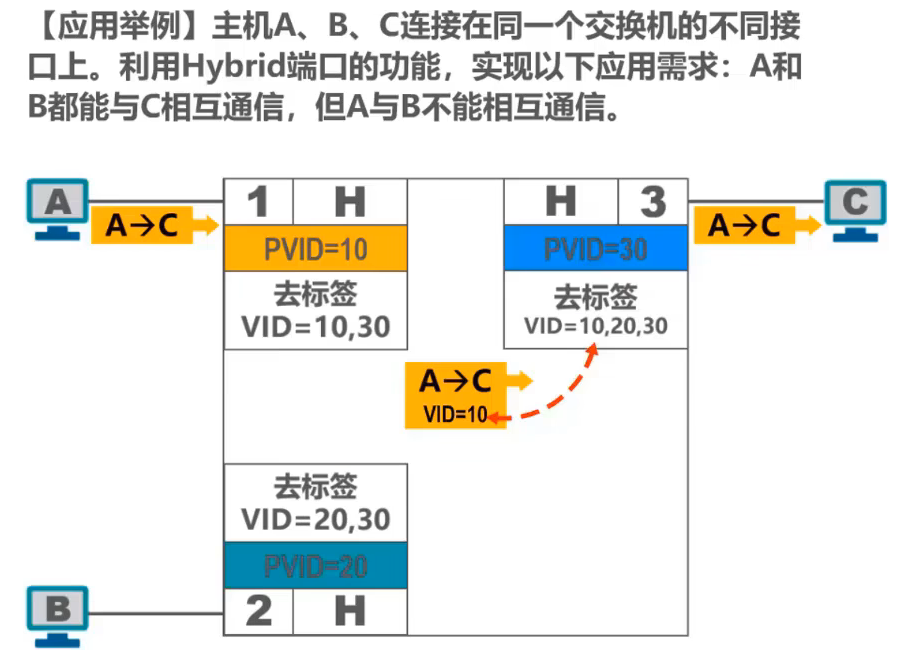 【应用举例】主机A、B、C连接在同一个交换机的不同接
口上。利用Hybrid端口的功能，实现以下应用需求：A和
B都能与C相互通信，但A与B不能相互通信。
A
A→C
1
H
PVID=10
去标签
VID=10,30
H
3
PVID=30
去标签
VID=10,20,30
A→C
C
A→C
VID=10
去标签
VID=20,30
PVID=20
2
H
B